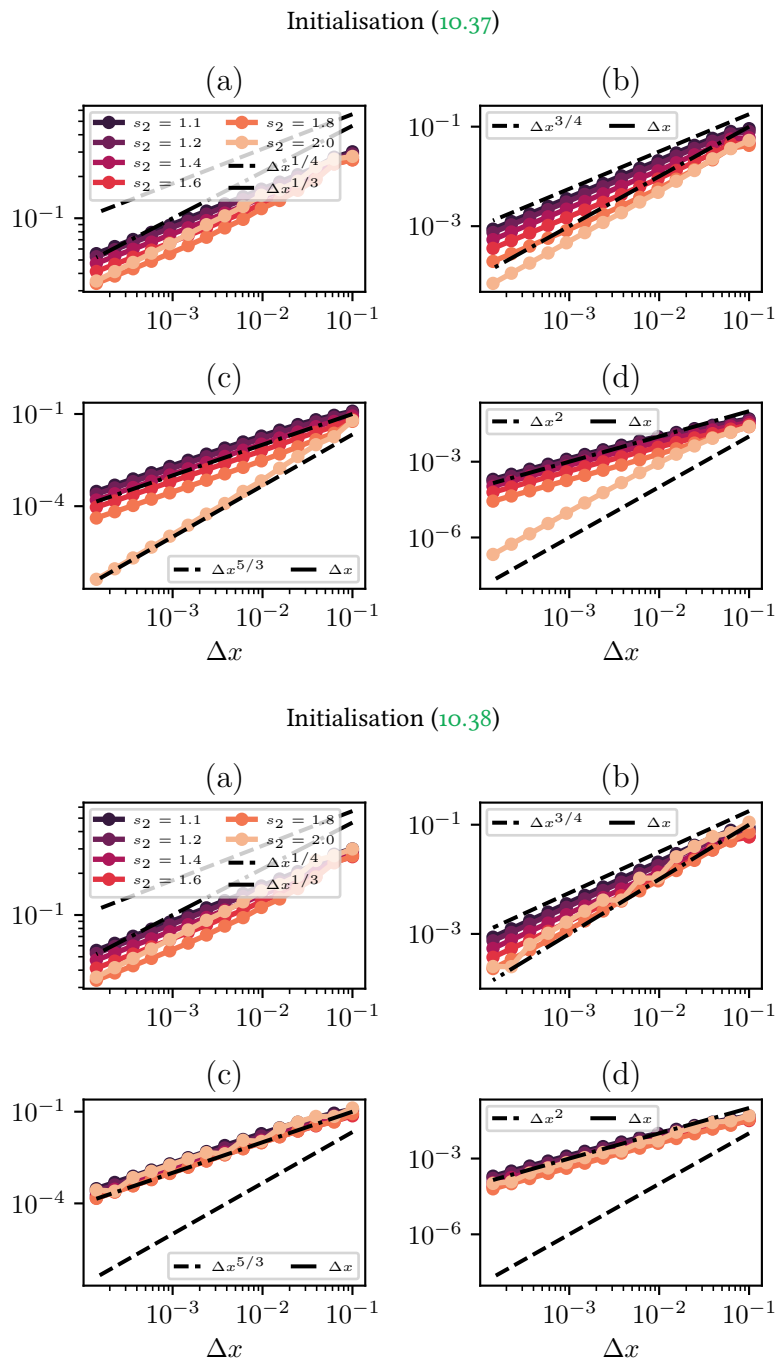 Initialisation (10.37)
(a)
s₂ = 1.1
s₂ = 1.2
s₂ = 1.4
s₂ = 1.6
s₂ = 1.8
s₂ = 2.0
Δx^{1/4}
Δx^{1/3}
10⁻¹
10⁻³ 10⁻² 10⁻¹
(b)
Δx^{3/4} Δx
10⁻¹
10⁻³
10⁻³ 10⁻² 10⁻¹
(c)
10⁻¹
10⁻⁴
Δx^{5/3} Δx
10⁻³ 10⁻² 10⁻¹
Δx
(d)
Δx² Δx
10⁻³
10⁻⁶
10⁻³ 10⁻² 10⁻¹
Δx
Initialisation (10.38)
(a)
s₂ = 1.1
s₂ = 1.2
s₂ = 1.4
s₂ = 1.6
s₂ = 1.8
s₂ = 2.0
Δx^{1/4}
Δx^{1/3}
10⁻¹
10⁻³ 10⁻² 10⁻¹
(b)
Δx^{3/4} Δx
10⁻¹
10⁻³
10⁻³ 10⁻² 10⁻¹
(c)
10⁻¹
10⁻⁴
Δx^{5/3} Δx
10⁻³ 10⁻² 10⁻¹
Δx
(d)
Δx² Δx
10⁻³
10⁻⁶
10⁻³ 10⁻² 10⁻¹
Δx